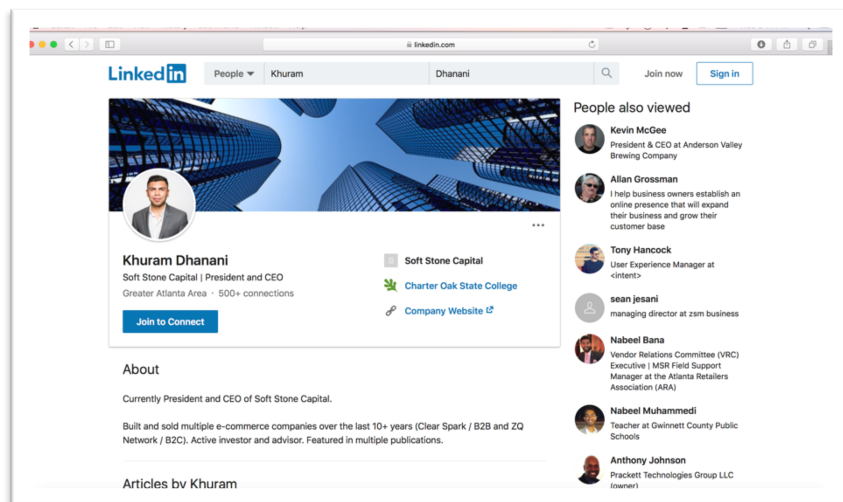 linkedin.com
Linked in People Khuram Dhanani Join now Sign in
Khuram Dhanani
Soft Stone Capital | President and CEO
Greater Atlanta Area · 500+ connections
Join to Connect
Soft Stone Capital
Charter Oak State College
Company Website
About
Currently President and CEO of Soft Stone Capital.
Built and sold multiple e-commerce companies over the last 10+ years (Clear Spark / B2B and ZQ
Network / B2C). Active investor and advisor. Featured in multiple publications.
Articles by Khuram
People also viewed
Kevin McGee
President & CEO at Anderson Valley
Brewing Company
Allan Grossman
I help business owners establish an
online presence that will expand
their business and grow their
customer base
Tony Hancock
User Experience Manager at
<intent>
sean jesani
managing director at zsm business
Nabeel Bana
Vendor Relations Committee (VRC)
Executive | MSR Field Support
Manager at the Atlanta Retailers
Association (ARA)
Nabeel Muhammedi
Teacher at Gwinnett County Public
Schools
Anthony Johnson
Prackett Technologies Group LLC
(owner)